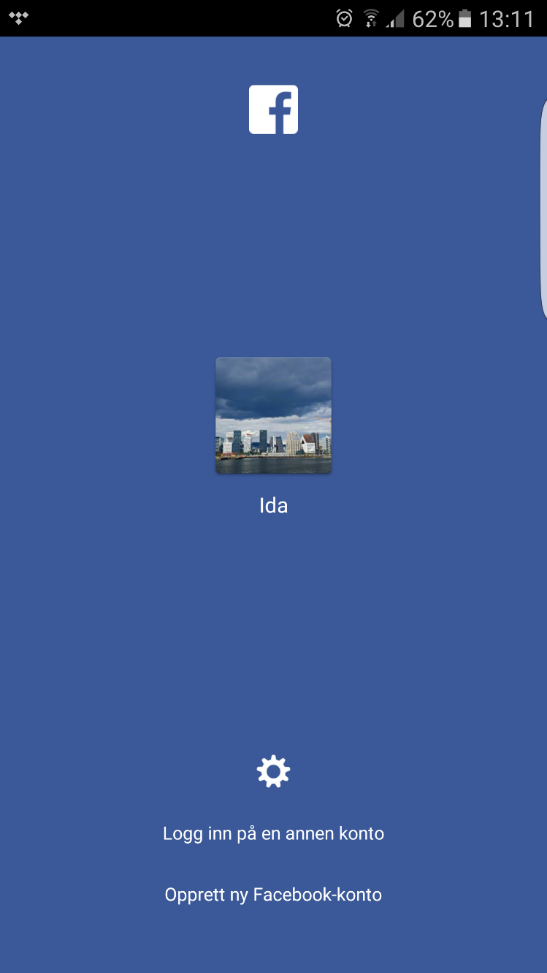 62% 13:11
Ida
Logg inn på en annen konto
Opprett ny Facebook-konto